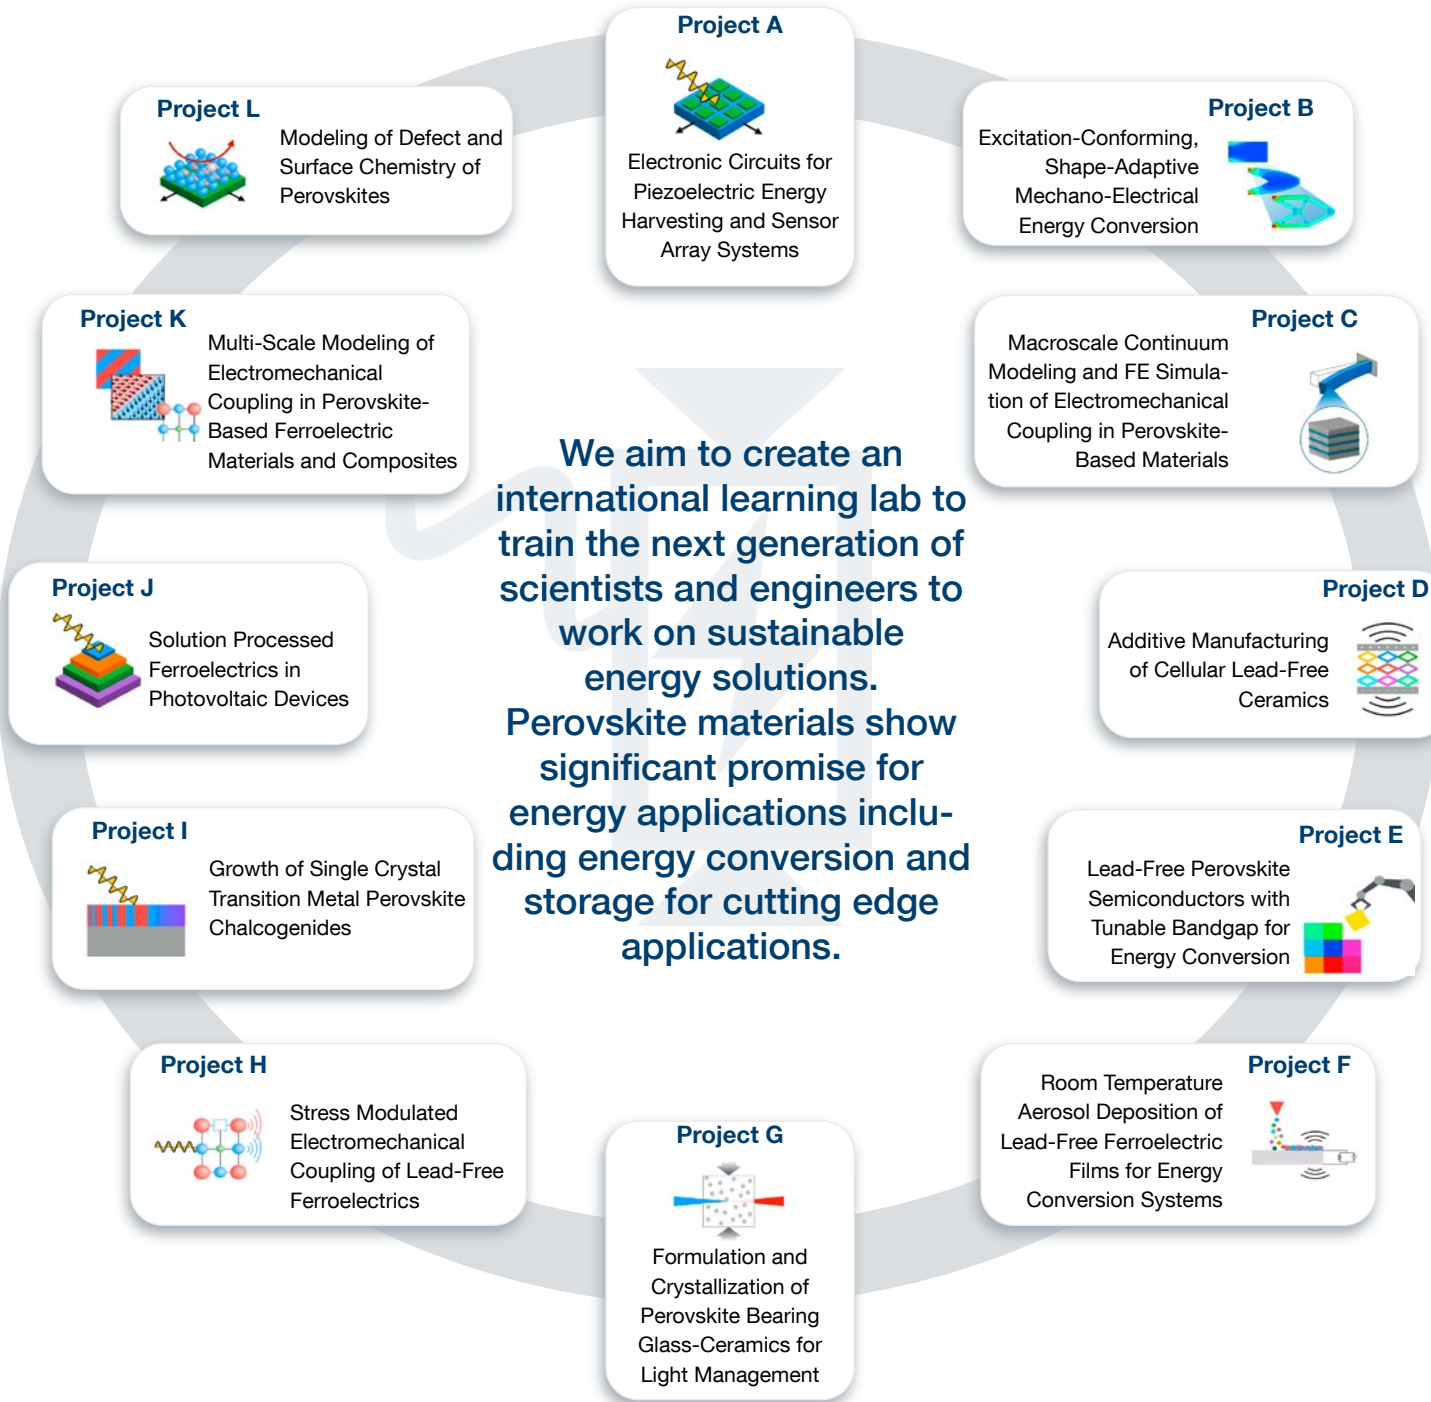 Project A
Electronic Circuits for
Piezoelectric Energy
Harvesting and Sensor
Array Systems
Project B
Excitation-Conforming,
Shape-Adaptive
Mechano-Electrical
Energy Conversion
Project C
Macroscale Continuum
Modeling and FE Simula-
tion of Electromechanical
Coupling in Perovskite-
Based Materials
Project D
Additive Manufacturing
of Cellular Lead-Free
Ceramics
Project E
Lead-Free Perovskite
Semiconductors with
Tunable Bandgap for
Energy Conversion
Project F
Room Temperature
Aerosol Deposition of
Lead-Free Ferroelectric
Films for Energy
Conversion Systems
Project G
Formulation and
Crystallization of
Perovskite Bearing
Glass-Ceramics for
Light Management
Project H
Stress Modulated
Electromechanical
Coupling of Lead-Free
Ferroelectrics
Project I
Growth of Single Crystal
Transition Metal Perovskite
Chalcogenides
Project J
Solution Processed
Ferroelectrics in
Photovoltaic Devices
Project K
Multi-Scale Modeling of
Electromechanical
Coupling in Perovskite-
Based Ferroelectric
Materials and Composites
Project L
Modeling of Defect and
Surface Chemistry of
Perovskites
We aim to create an
international learning lab to
train the next generation of
scientists and engineers to
work on sustainable
energy solutions.
Perovskite materials show
significant promise for
energy applications inclu-
ding energy conversion and
storage for cutting edge
applications.